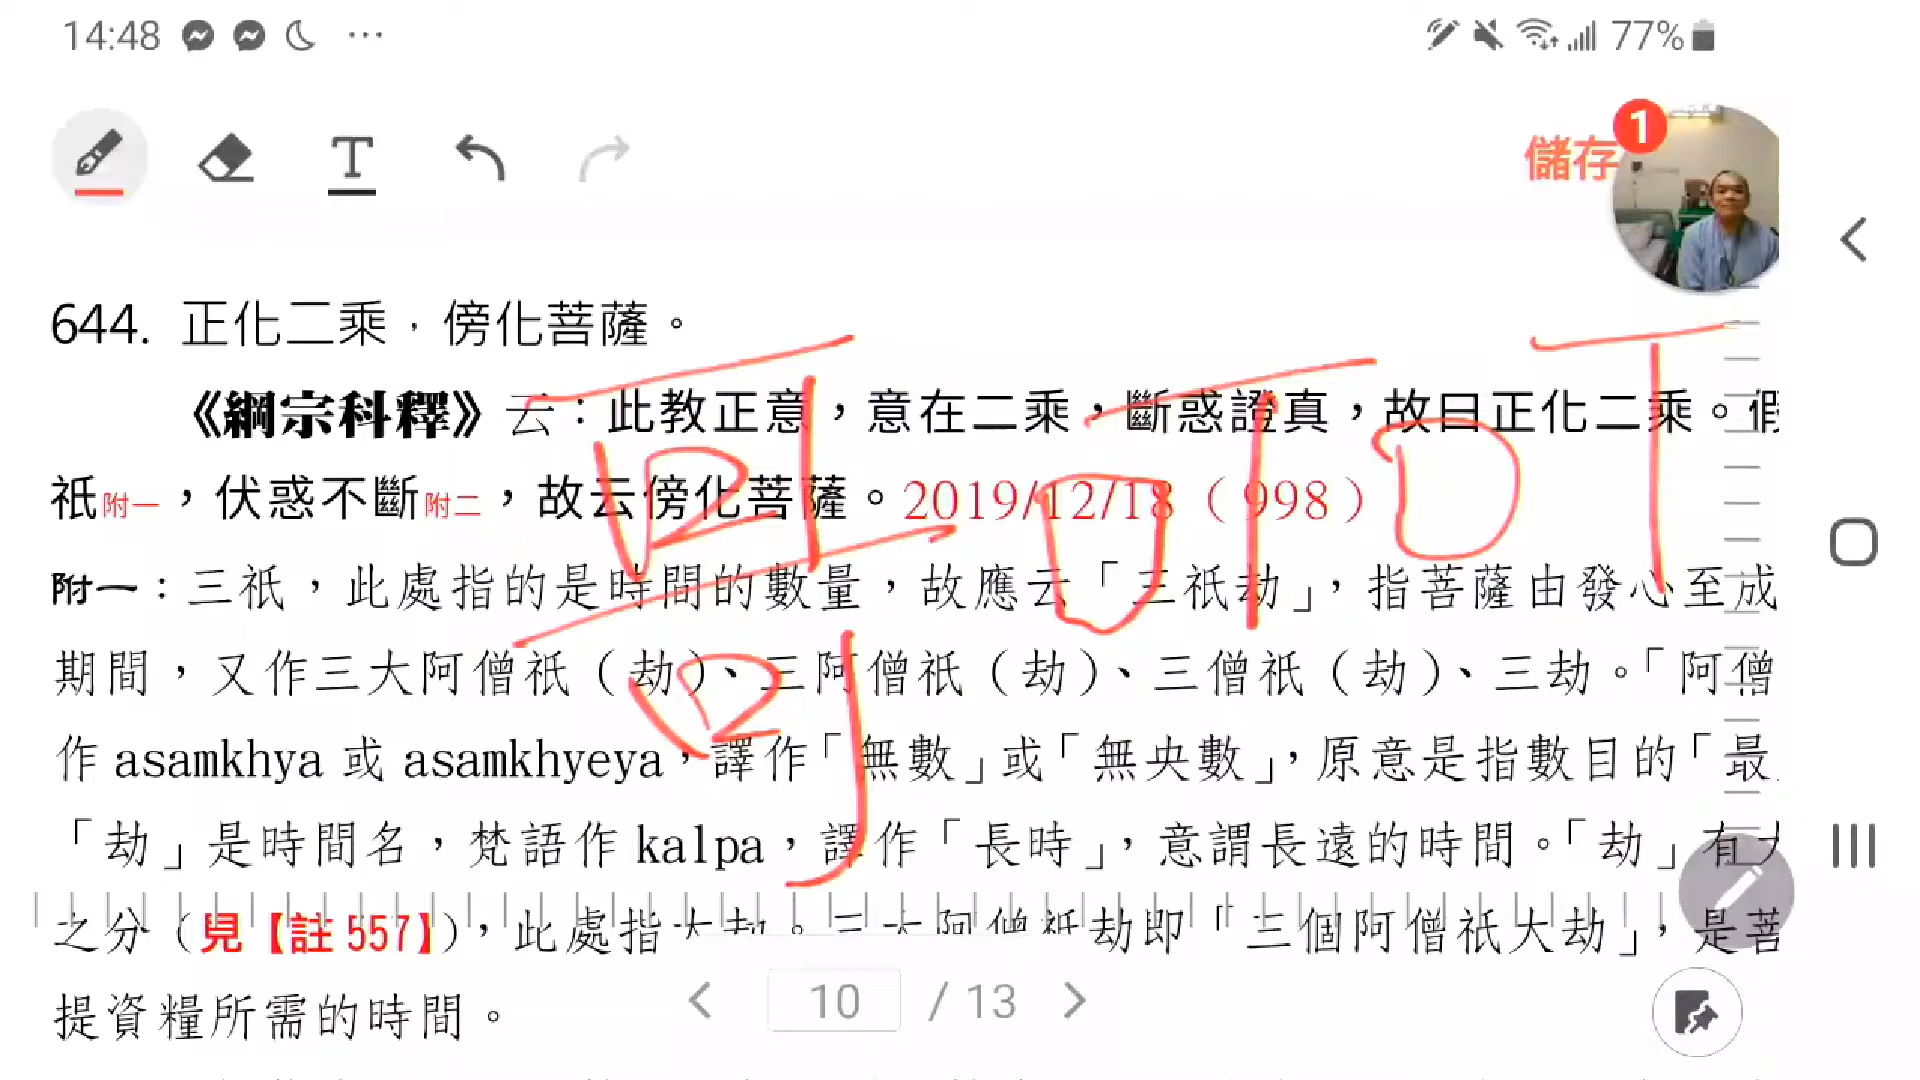 14:48 ... 77%
T 儲存 1
644. 正化二乘，傍化菩薩。
《綱宗科釋》云：此教正意，意在二乘，斷惑證真，故曰正化二乘。假
祇附一，伏惑不斷附二，故云傍化菩薩。2019/12/18（998）
附一：三祇，此處指的是時間的數量，故應云「三祇劫」，指菩薩由發心至成
期間，又作三大阿僧祇（劫）、三阿僧祇（劫）、三僧祇（劫）、三劫。「阿僧
作 asamkhya 或 asamkhyeya，譯作「無數」或「無央數」，原意是指數目的「最
「劫」是時間名，梵語作 kalpa，譯作「長時」，意謂長遠的時間。「劫」有大
之分（見【註 557】），此處指大劫。三大阿僧祇劫即「三個阿僧祇大劫」，是菩
提資糧所需的時間。
10 / 13
可 可 可 可